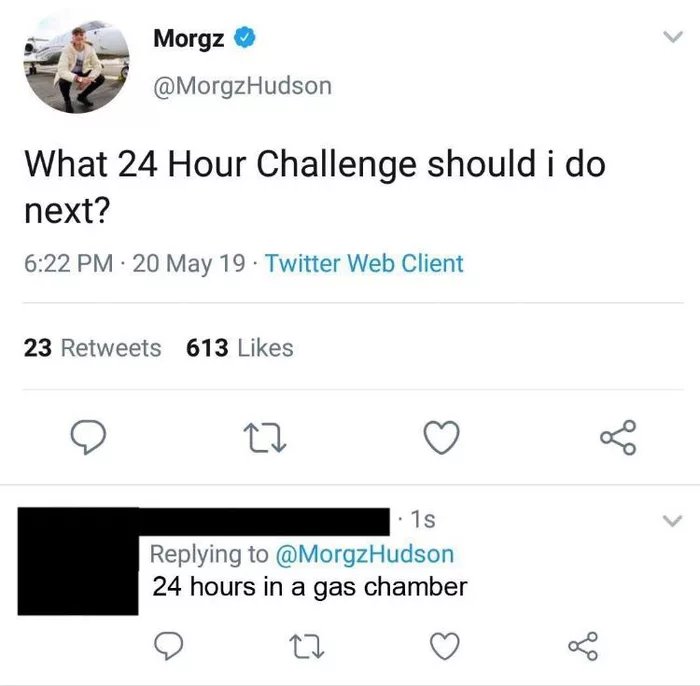 Morgz
@MorgzHudson
What 24 Hour Challenge should i do
next?
6:22 PM · 20 May 19 · Twitter Web Client
23 Retweets 613 Likes
· 1s
Replying to @MorgzHudson
24 hours in a gas chamber